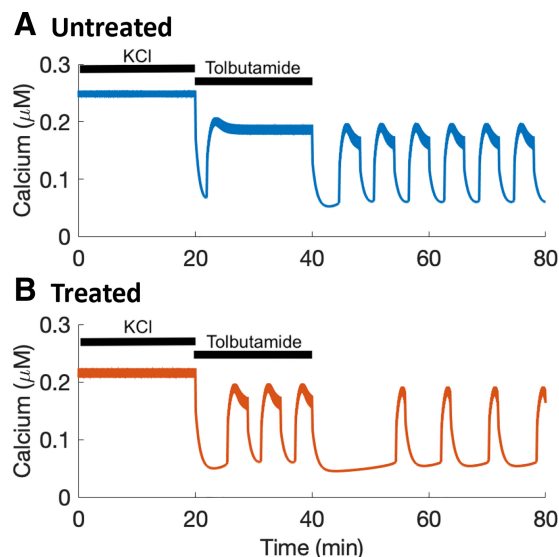 A Untreated
KCl
Tolbutamide
0.3
0.2
0.1
0
Calcium (μM)
0 20 40 60 80
B Treated
KCl
Tolbutamide
0.3
0.2
0.1
0
Calcium (μM)
0 20 40 60 80
Time (min)